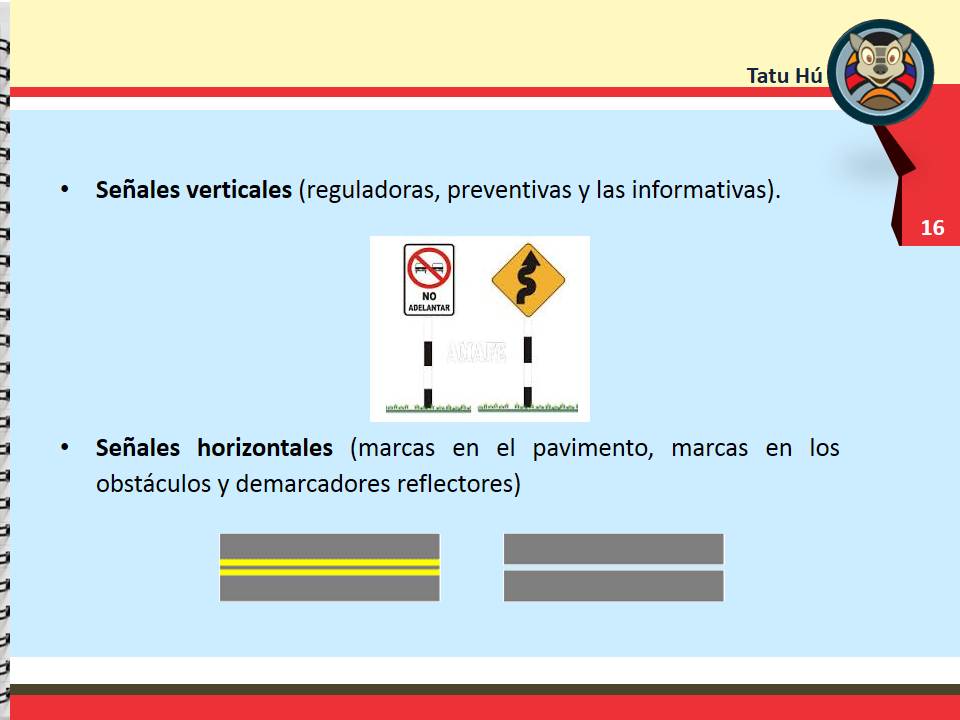 Tatu Hú
16
• Señales verticales (reguladoras, preventivas y las informativas).
NO
ADELANTAR
AMAFE
• Señales horizontales (marcas en el pavimento, marcas en los
obstáculos y demarcadores reflectores)